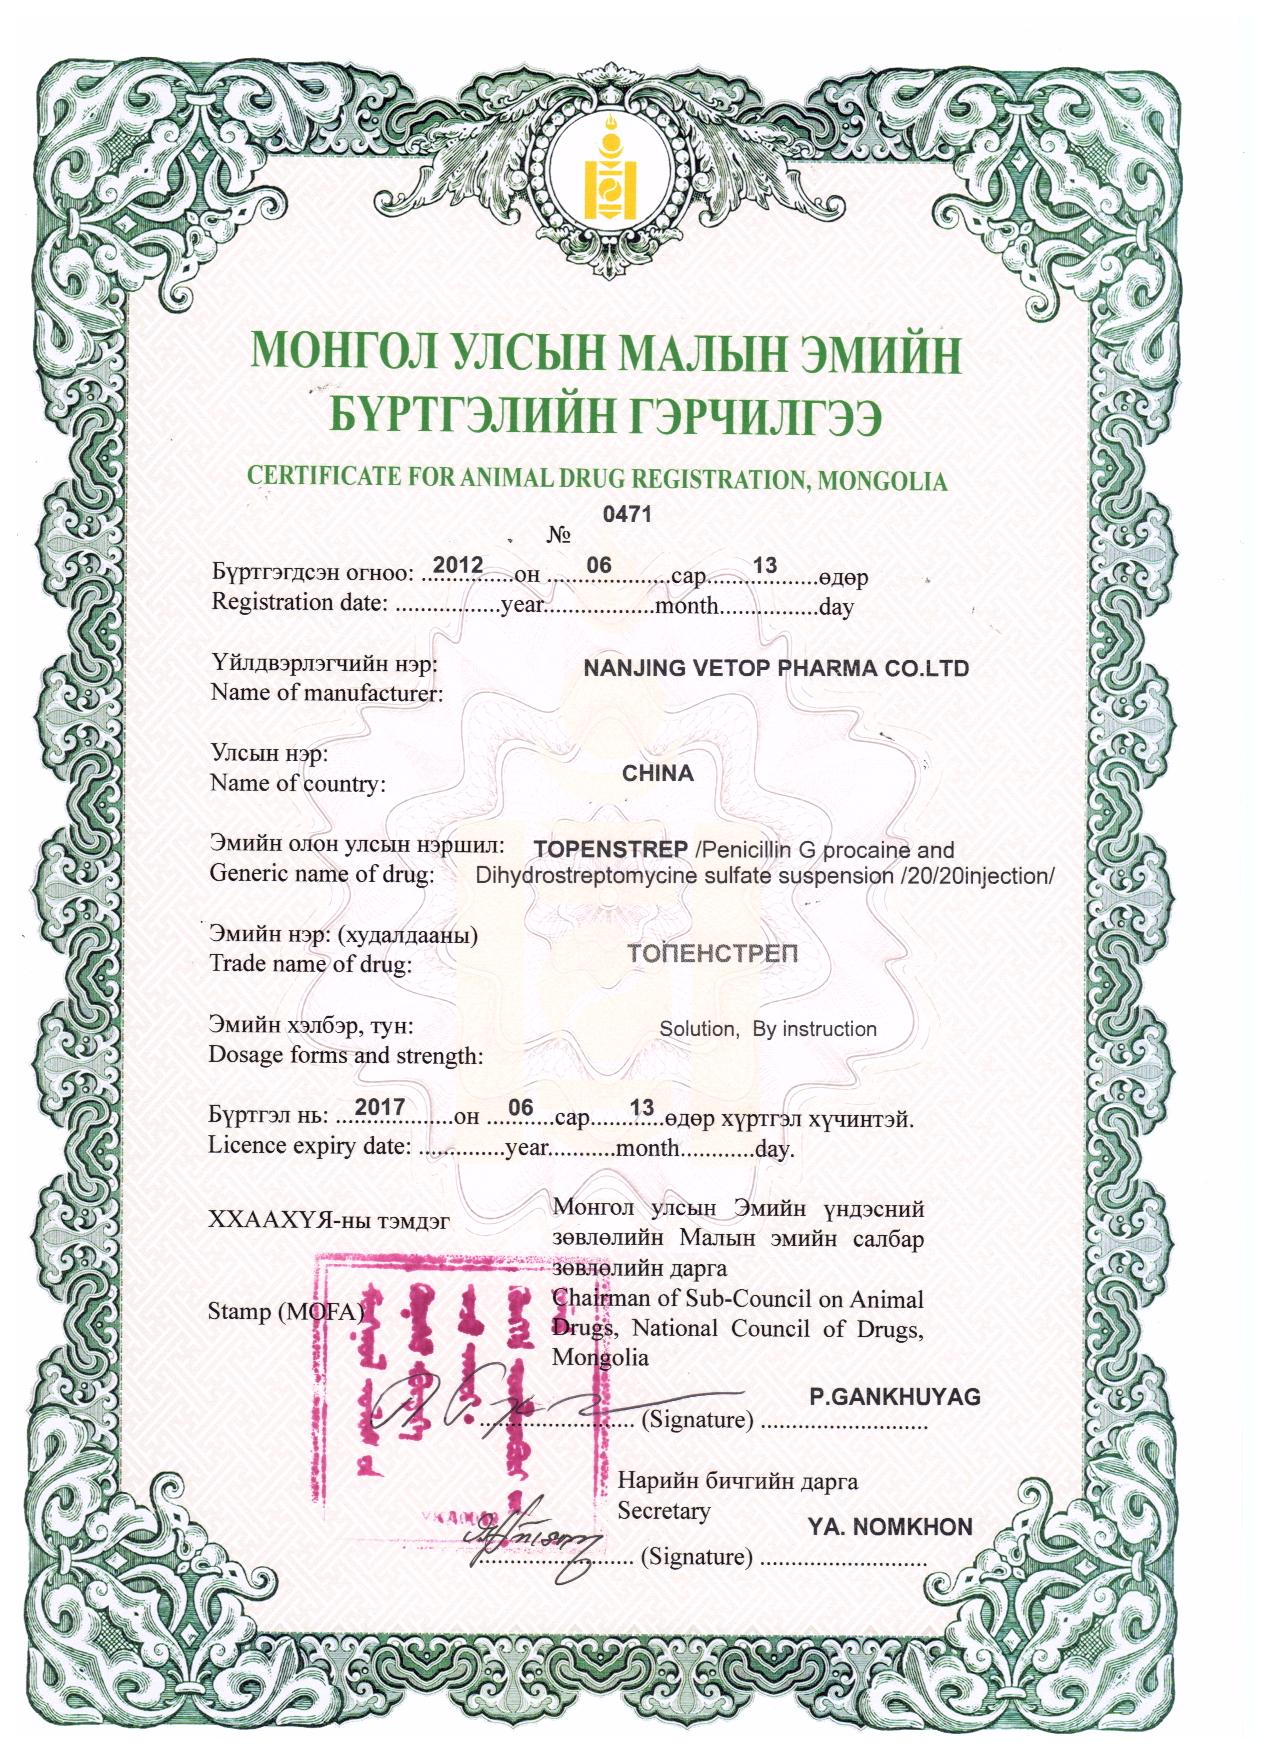 МОНГОЛ УЛСЫН МАЛЫН ЭМИЙН
БҮРТГЭЛИЙН ГЭРЧИЛГЭЭ
CERTIFICATE FOR ANIMAL DRUG REGISTRATION, MONGOLIA
№ 0471
Бүртгэгдсэн огноо: ..2012.....он ......06..............сар.......13...........өдөр
Registration date: .................year..................month................day
Үйлдвэрлэгчийн нэр: NANJING VETOP PHARMA CO.LTD
Name of manufacturer:
Улсын нэр:
Name of country: CHINA
Эмийн олон улсын нэршил: TOPENSTREP /Penicillin G procaine and
Generic name of drug: Dihydrostreptomycine sulfate suspension /20/20injection/
Эмийн нэр: (худалдааны) ТОПЕНСТРЕП
Trade name of drug:
Эмийн хэлбэр, тун: Solution, By instruction
Dosage forms and strength:
Бүртгэл нь: ...2017........он ...06....сар......13....өдөр хүртгэл хүчинтэй.
Licence expiry date: ..............year...........month............day.
ХХААХҮЯ-ны тэмдэг
Stamp (MOFA)
Монгол улсын Эмийн үндэсний
зөвлөлийн Малын эмийн салбар
зөвлөлийн дарга
Chairman of Sub-Council on Animal
Drugs, National Council of Drugs,
Mongolia
P.GANKHUYAG
......................... (Signature) ...........................
Нарийн бичгийн дарга
Secretary
YA. NOMKHON
......................... (Signature) ...........................